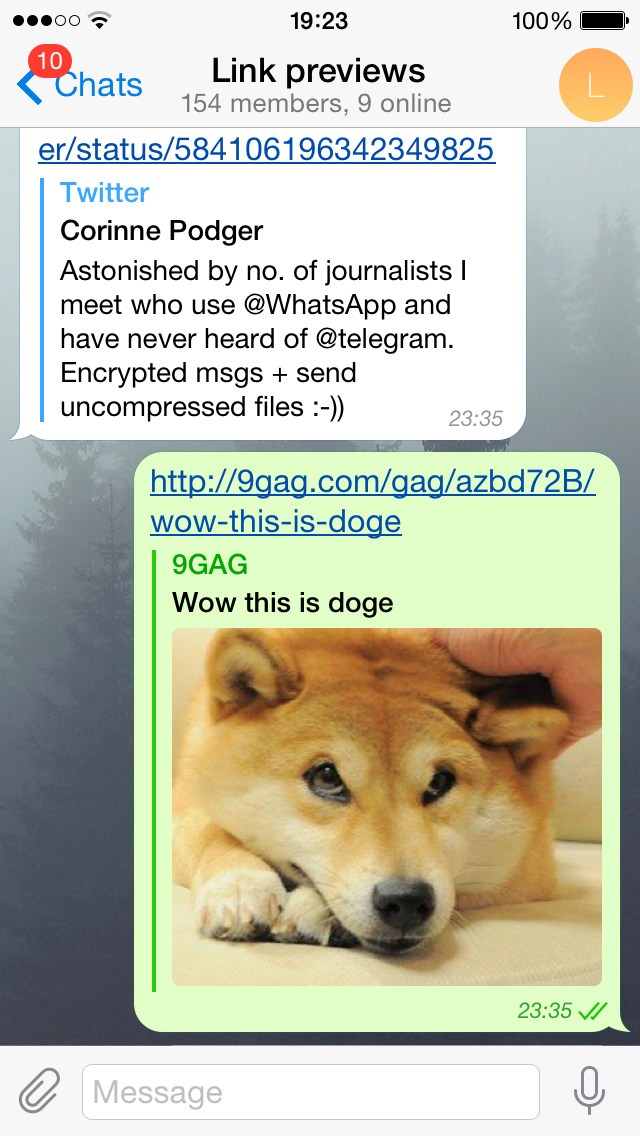 19:23
100%
10
Chats
Link previews
154 members, 9 online
L
er/status/584106196342349825
Twitter
Corinne Podger
Astonished by no. of journalists I
meet who use @WhatsApp and
have never heard of @telegram.
Encrypted msgs + send
uncompressed files :-))
23:35
http://9gag.com/gag/azbd72B/
wow-this-is-doge
9GAG
Wow this is doge
23:35
Message